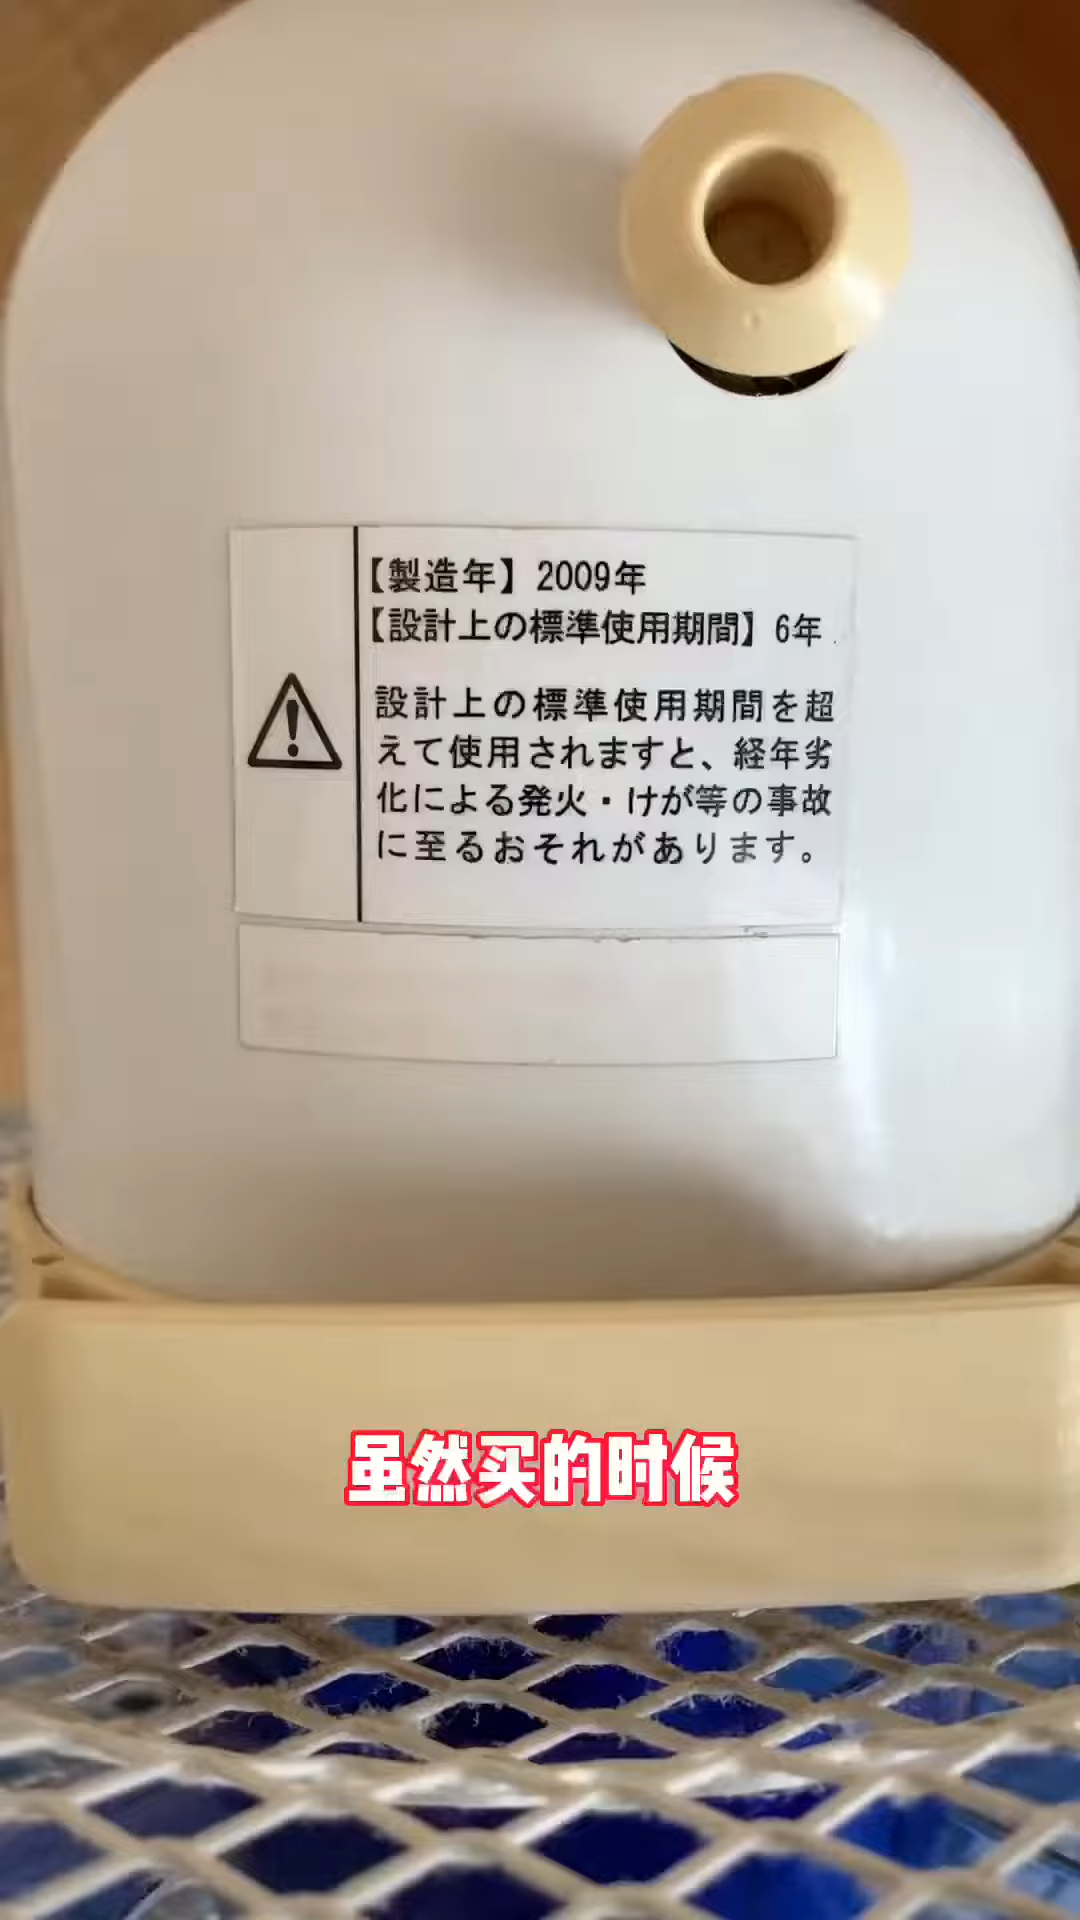 【製造年】2009年
【設計上の標準使用期間】6年
設計上の標準使用期間を超
えて使用されますと、経年劣
化による発火・けが等の事故
に至るおそれがあります。
虽然买的时候